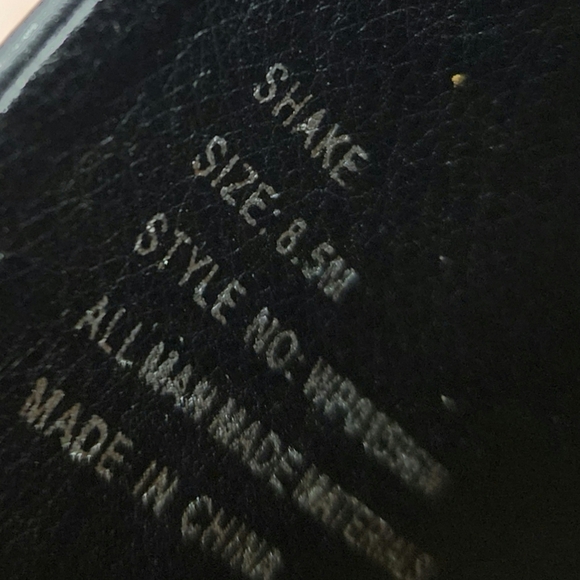 SHAKE
SIZE: 8.5M
STYLE NO:
ALL MAN MADE MATERIALS
MADE IN CHINA